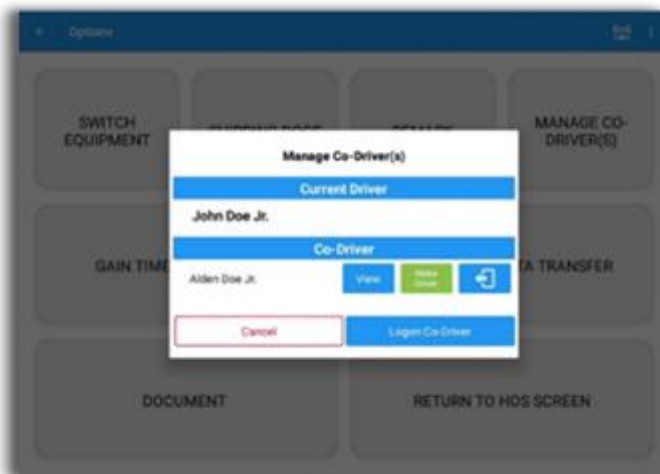 Options
SWITCH
EQUIPMENT
MANAGE CO-
DRIVER(S)
Manage Co-Driver(s)
Current Driver
John Doe Jr.
GAIN TIME
Co-Driver
Alden Doe Jr.
View
Make
Driver
TA TRANSFER
Cancel
Logon Co-Driver
DOCUMENT
RETURN TO HOS SCREEN